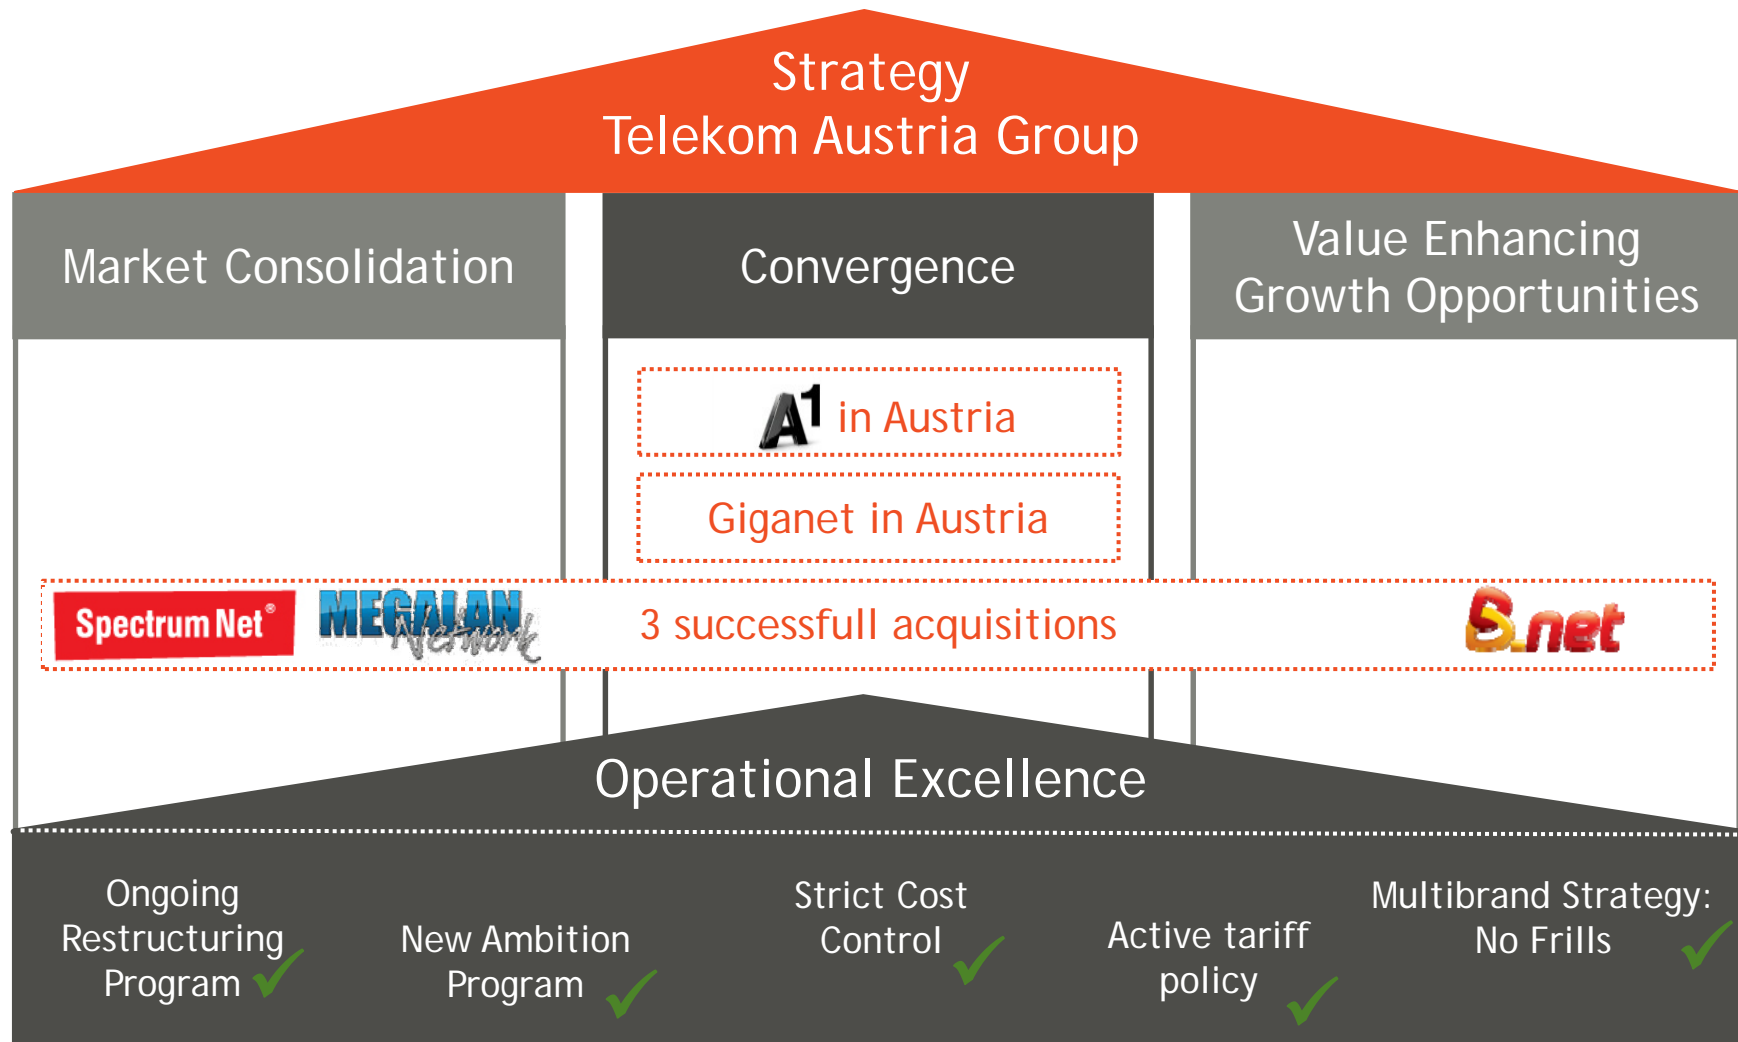 Strategy
Telekom Austria Group
Market Consolidation
Convergence
Value Enhancing
Growth Opportunities
A1 in Austria
Giganet in Austria
Spectrum Net®
MEGALAN
Network
3 successfull acquisitions
B.net
Operational Excellence
Ongoing
Restructuring
Program
New Ambition
Program
Strict Cost
Control
Active tariff
policy
Multibrand Strategy:
No Frills